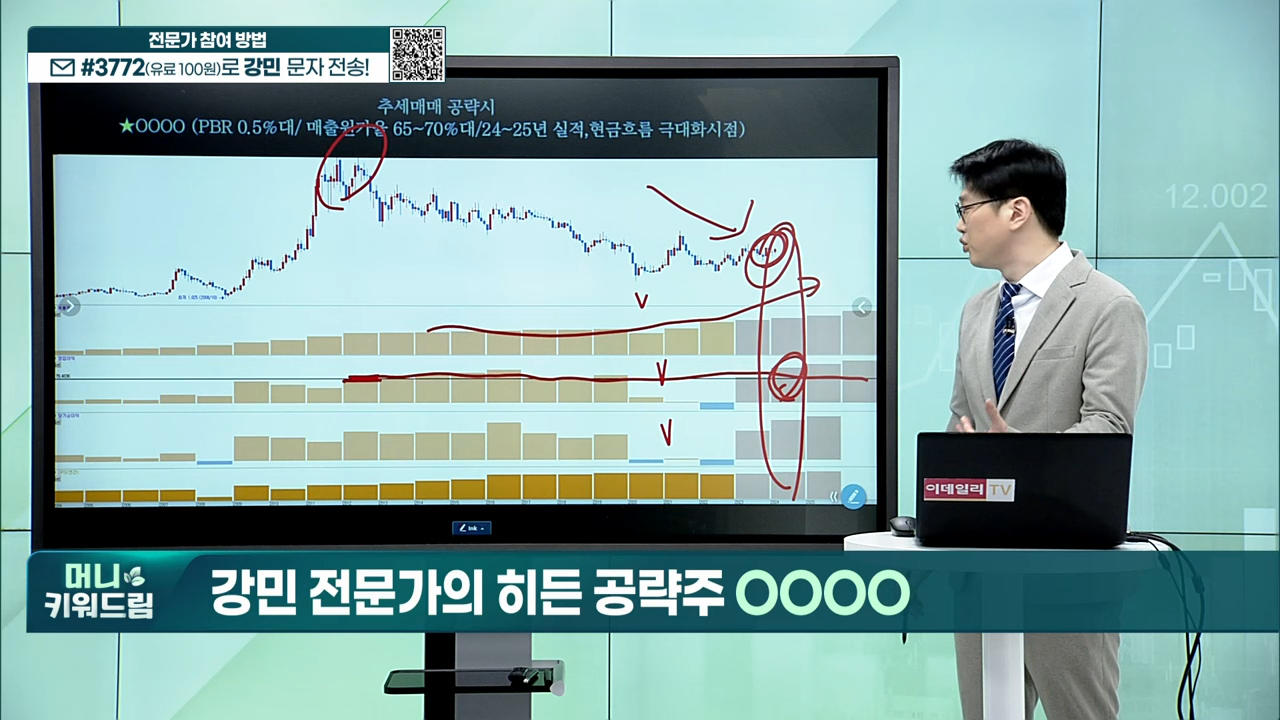 전문가 참여 방법
#3772(유료 100원)로 강민 문자 전송!
추세매매 공략시
★OOOO (PBR 0.5%대/ 매출원가율 65~70%대/24~25년 실적,현금흐름 극대화시점)
12.002
이데일리 TV
머니
키워드림
강민 전문가의 히든 공략주 OOOO